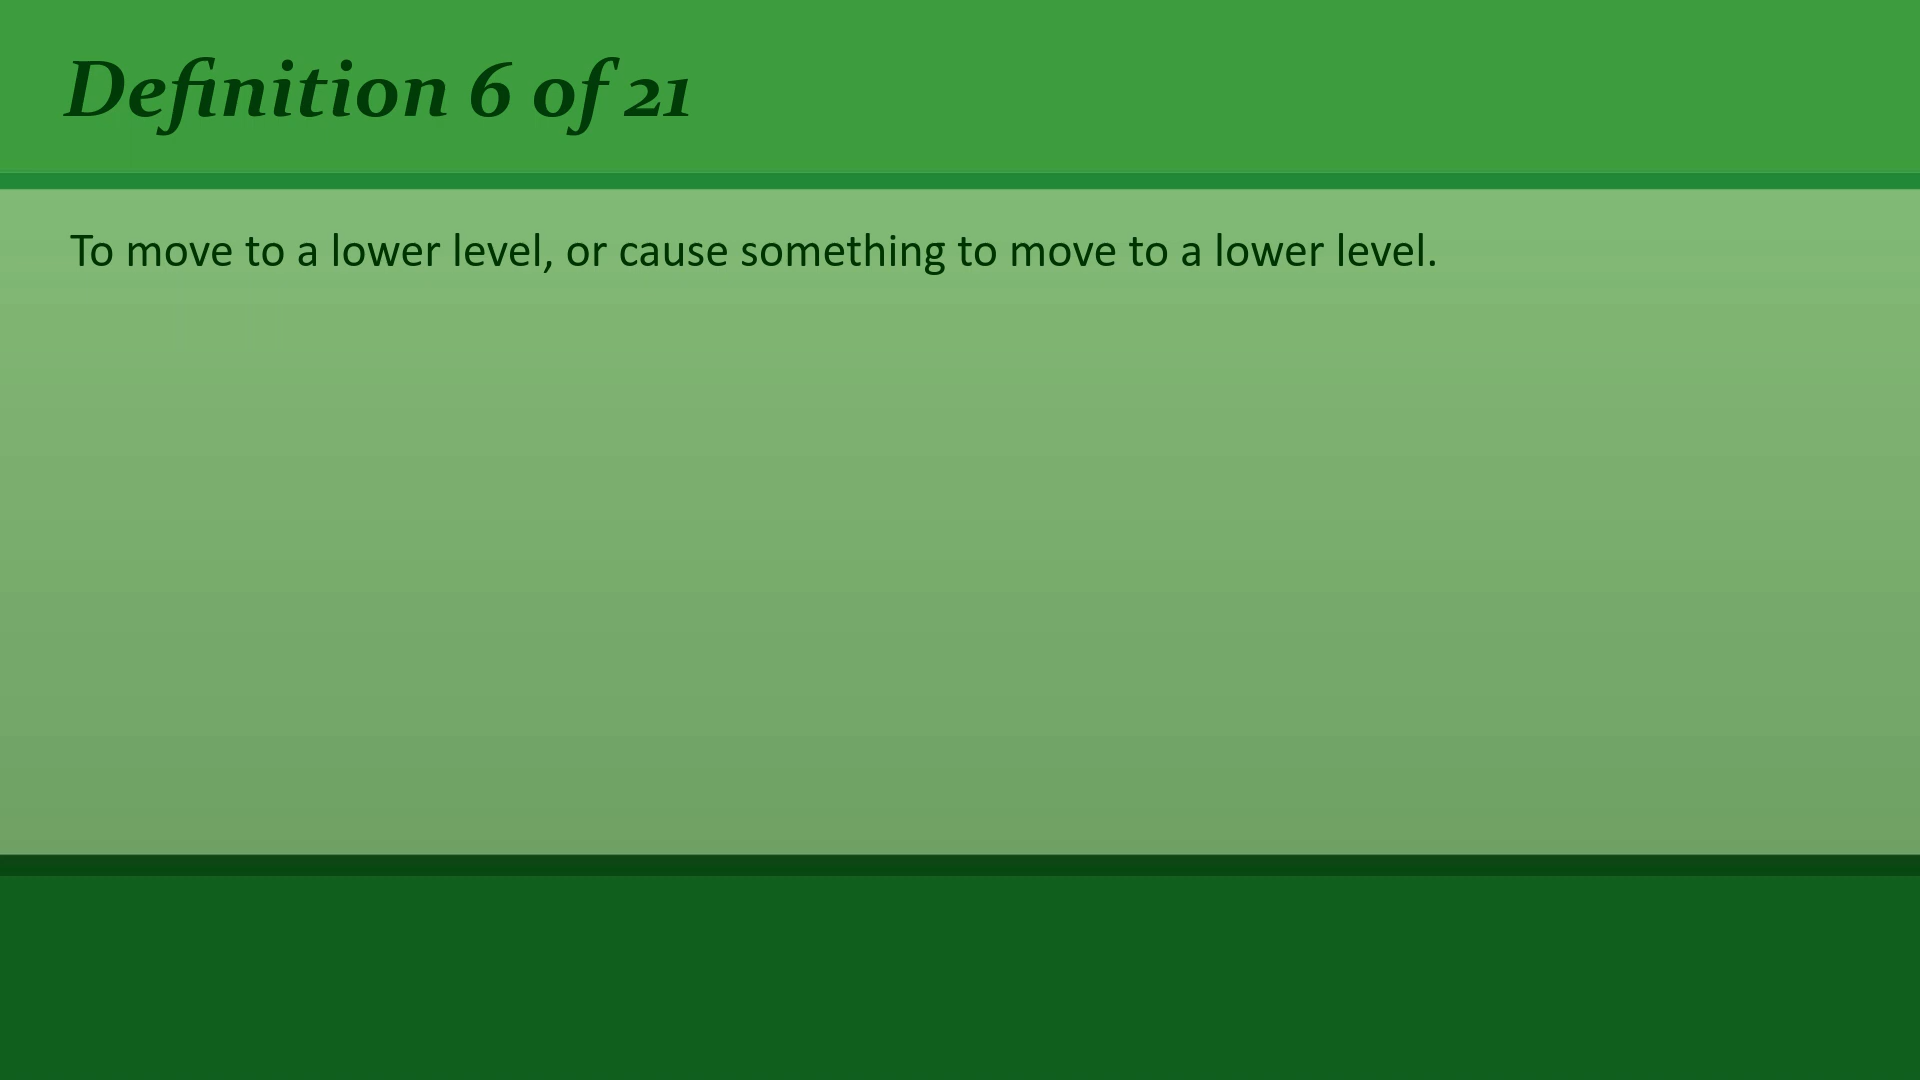 Definition 6 of 21
To move to a lower level, or cause something to move to a lower level.